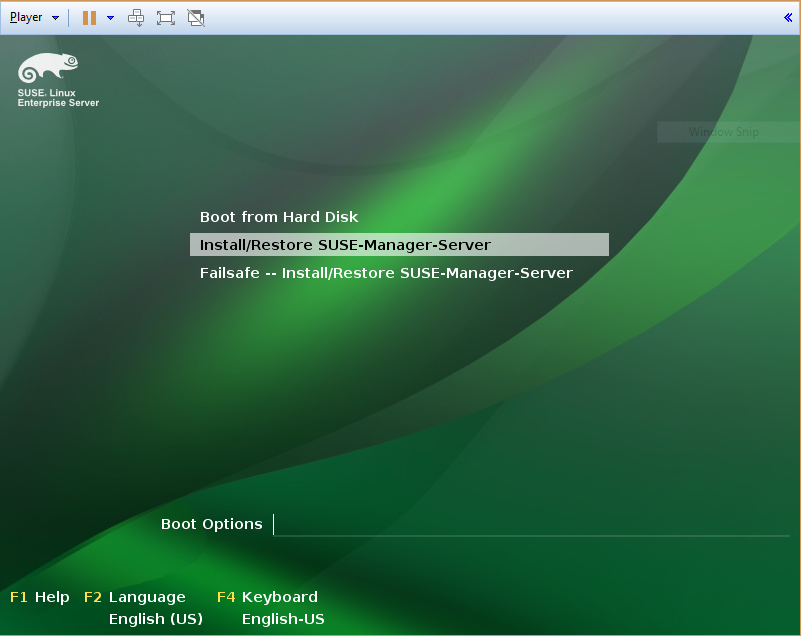 Player
SUSE. Linux
Enterprise Server
Window Snip
Boot from Hard Disk
Install/Restore SUSE-Manager-Server
Failsafe -- Install/Restore SUSE-Manager-Server
Boot Options
F1 Help F2 Language F4 Keyboard
English (US) English-US